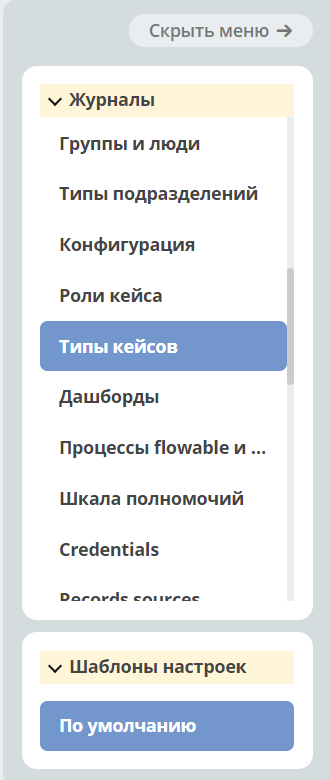 Скрыть меню
Журналы
Группы и люди
Типы подразделений
Конфигурация
Роли кейса
Типы кейсов
Дашборды
Процессы flowable и ...
Шкала полномочий
Credentials
Records sources
Шаблоны настроек
По умолчанию